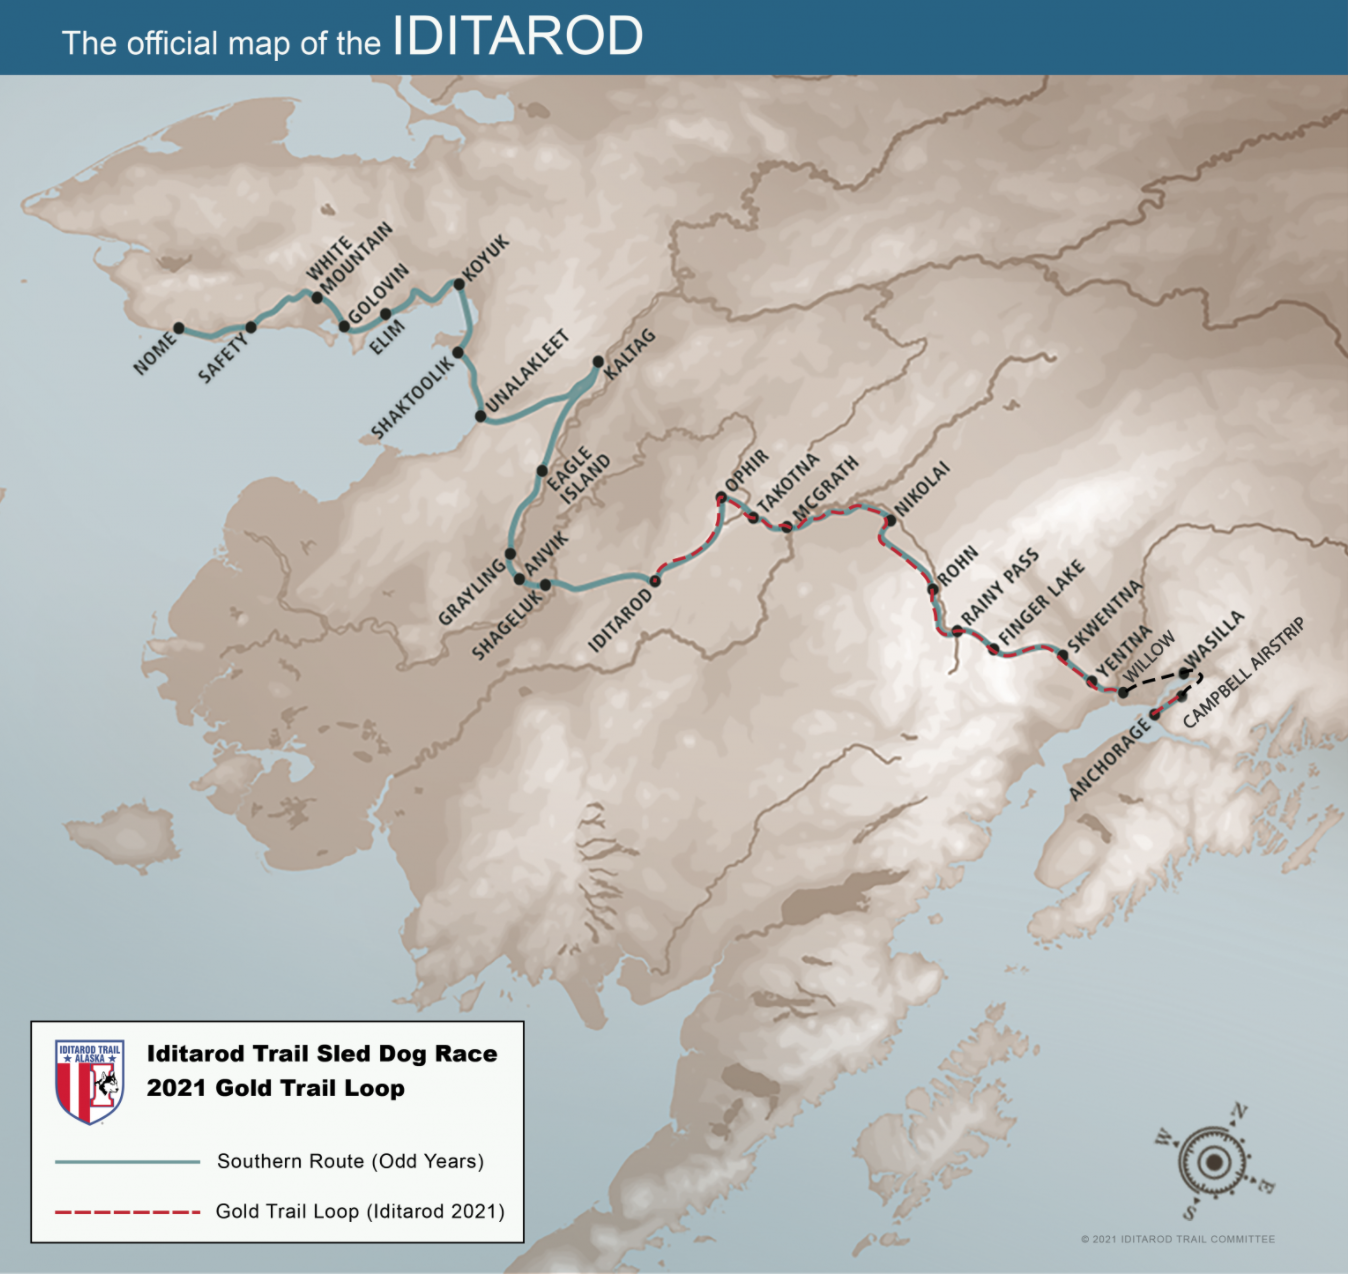 The official map of the IDITAROD
WHITE
MOUNTAIN
KOYUK
GOLOVIN
ELIM
NOME
SAFETY
SHAKTOOLIK
UNALAKLEET
KALTAG
EAGLE
ISLAND
OPHIR
TAKOTNA
MCGRATH
NIKOLAI
GRAYLING
ANVIK
SHAGELUK
IDITAROD
ROHN
RAINY PASS
FINGER LAKE
SKWENTNA
YENTNA
WILLOW
WASILLA
CAMPBELL AIRSTRIP
ANCHORAGE
IDITAROD TRAIL
ALASKA
Iditarod Trail Sled Dog Race
2021 Gold Trail Loop
Southern Route (Odd Years)
Gold Trail Loop (Iditarod 2021)
N
W
E
S
© 2021 IDITAROD TRAIL COMMITTEE